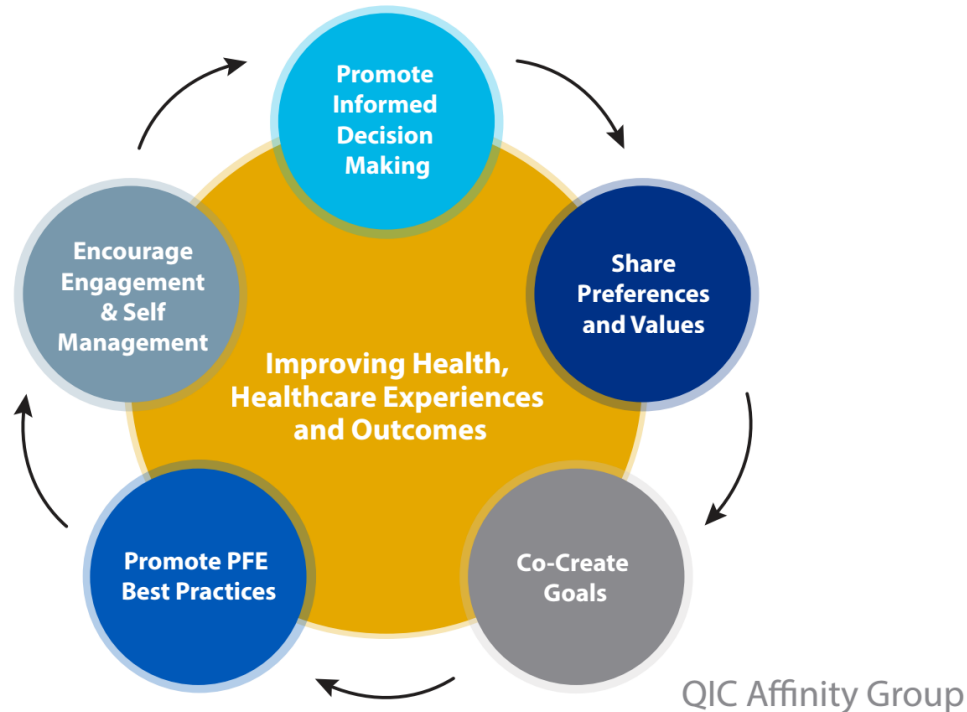 Promote
Informed
Decision
Making
Share
Preferences
and Values
Co-Create
Goals
Promote PFE
Best Practices
Encourage
Engagement
& Self
Management
Improving Health,
Healthcare Experiences
and Outcomes
QIC Affinity Group